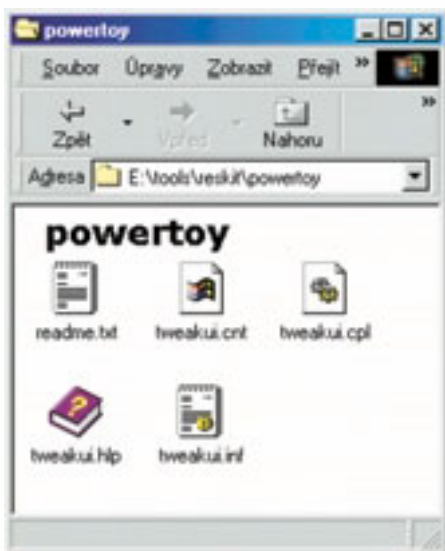 powertoy
Soubor Úpravy Zobrazit Přejít »
Zpět Vpřed Nahoru »
Adresa E:\tools\reskit\powertoy
powertoy
readme.txt tweakui.cnt tweakui.cpl
tweakui.hlp tweakui.inf